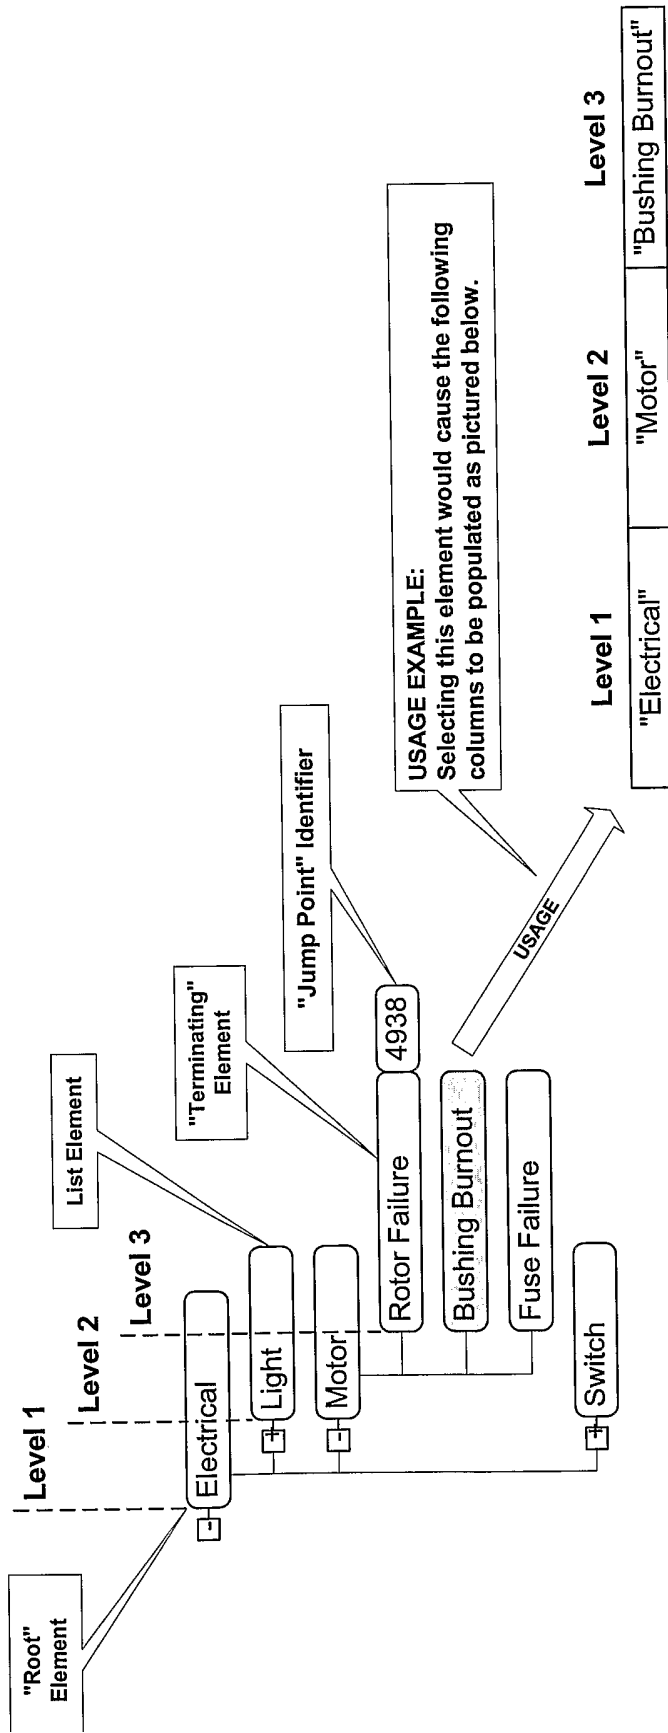 "Root"
Element
Level 1
Level 2
Level 3
List Element
"Terminating"
Element
"Jump Point" Identifier
-
Electrical
+
Light
-
Motor
Rotor Failure
4938
Bushing Burnout
Fuse Failure
+
Switch
USAGE EXAMPLE:
Selecting this element would cause the following
columns to be populated as pictured below.
USAGE
Level 1
Level 2
Level 3
"Electrical"
"Motor"
"Bushing Burnout"